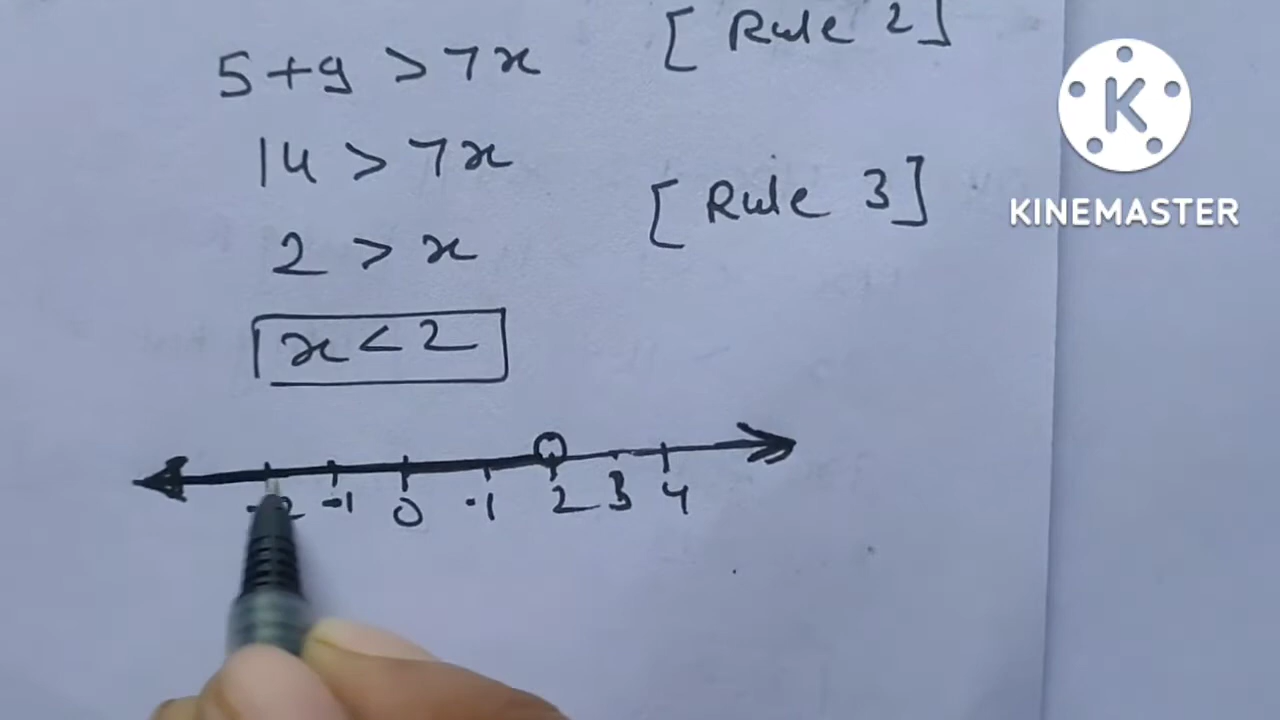 [Rule 2]
5+9 > 7x
14 > 7x
[Rule 3]
2 > x
x < 2
-2 -1 0 -1 2 3 4
K
KINEMASTER